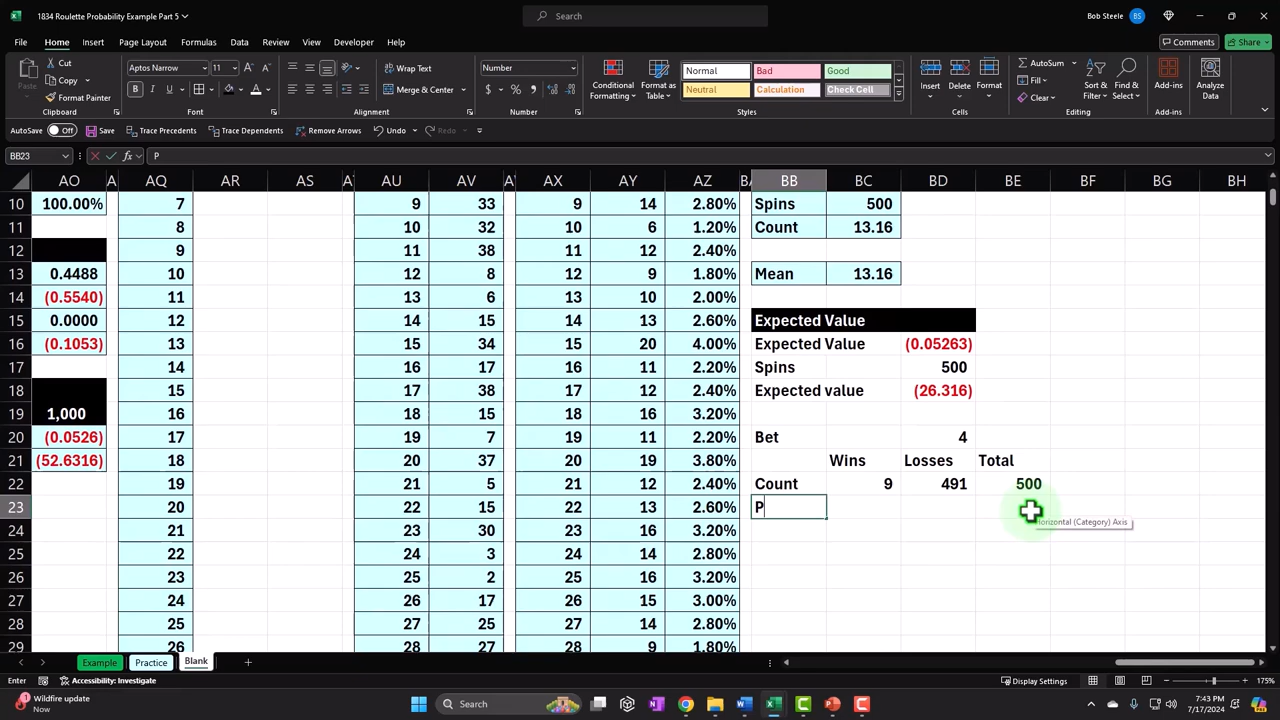 1834 Roulette Probability Example Part 5
Search
Bob Steele
BS
File Home Insert Page Layout Formulas Data Review View Developer Help
Comments
Share
Paste
Cut
Copy
Format Painter
Clipboard
Aptos Narrow
11
Font
Wrap Text
Merge & Center
Alignment
Number
Number
Conditional Formatting
Format as Table
Normal Bad Good
Neutral Calculation Check Cell
Styles
Insert Delete Format
Cells
AutoSum
Fill
Clear
Sort & Filter
Find & Select
Editing
Add-ins
Add-ins
Analyze Data
AutoSave Off Save Trace Precedents Trace Dependents Remove Arrows Undo Redo
BB23
P
AO AQ AR AS AU AV AX AY AZ BB BC BD BE BF BG BH
10 100.00% 7 9 33 9 14 2.80% Spins 500
11 8 10 32 10 6 1.20% Count 13.16
12 9 11 38 11 12 2.40%
13 0.4488 10 12 8 12 9 1.80% Mean 13.16
14 (0.5540) 11 13 6 13 10 2.00%
15 0.0000 12 14 15 14 13 2.60% Expected Value
16 (0.1053) 13 15 34 15 20 4.00% Expected Value (0.05263)
17 14 16 17 16 11 2.20% Spins 500
18 15 17 38 17 12 2.40% Expected value (26.316)
19 1,000 16 18 15 18 16 3.20%
20 (0.0526) 17 19 7 19 11 2.20% Bet 4
21 (52.6316) 18 20 37 20 19 3.80% Wins Losses Total
22 19 21 5 21 12 2.40% Count 9 491 500
23 20 22 15 22 13 2.60% P
24 21 23 30 23 16 3.20%
Horizontal (Category) Axis
25 22 24 3 24 14 2.80%
26 23 25 2 25 16 3.20%
27 24 26 17 26 15 3.00%
28 25 27 25 27 14 2.80%
29 26 28 27 28 9 1.80%
Example Practice Blank
Enter
Accessibility: Investigate
Display Settings
175%
1
Wildfire update
Now
Search
7:43 PM
7/17/2024